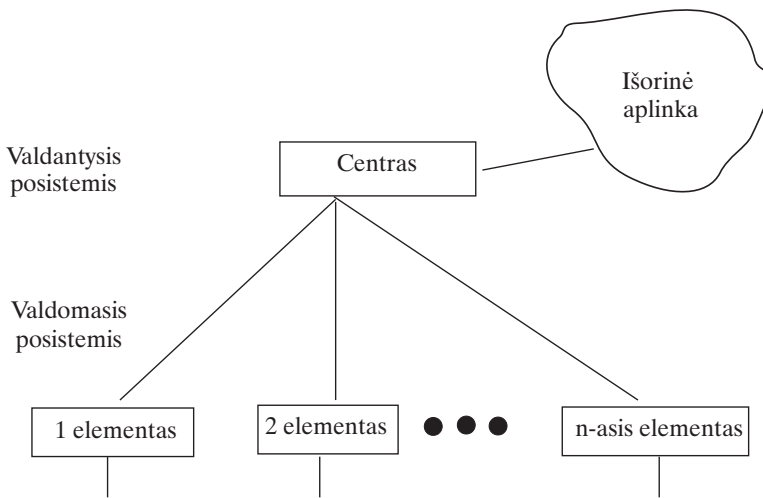 Išorinė
aplinka
Valdantysis
posistemis
Centras
Valdomasis
posistemis
1 elementas
2 elementas
n-asis elementas